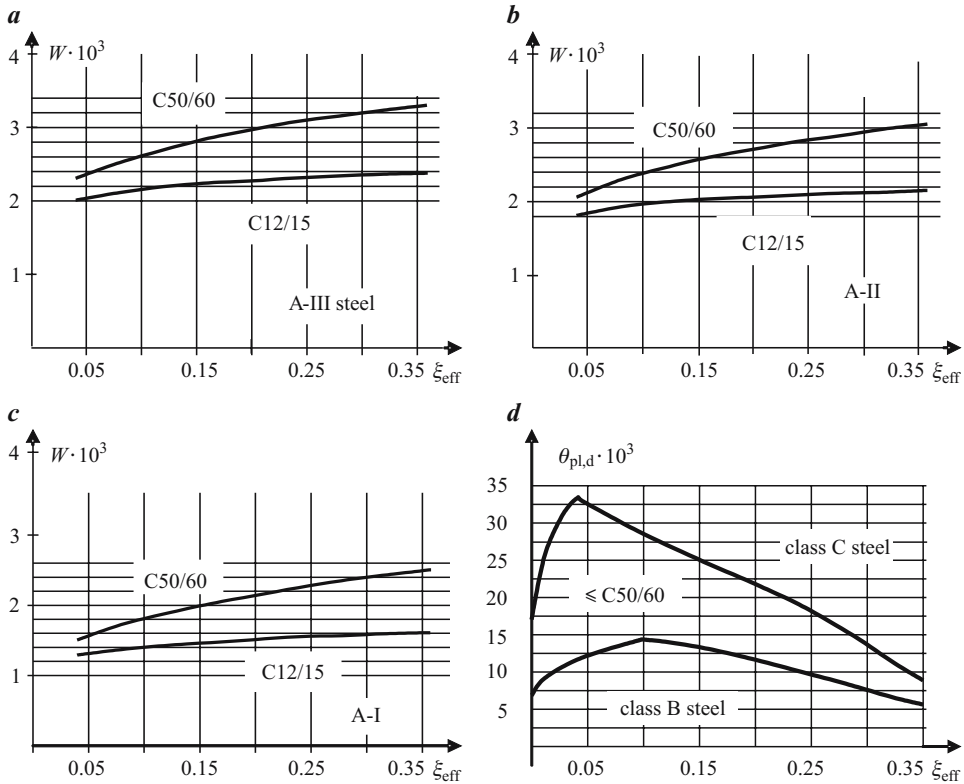 a
W · 10³
4
3
2
1
C50/60
C12/15
A-III steel
0.05
0.15
0.25
0.35
ξeff
b
W · 10³
4
3
2
1
C50/60
C12/15
A-II
0.05
0.15
0.25
0.35
ξeff
c
W · 10³
4
3
2
1
C50/60
C12/15
A-I
0.05
0.15
0.25
0.35
ξeff
d
θpl,d · 10³
35
30
25
20
15
10
5
class C steel
⩽ C50/60
class B steel
0.05
0.15
0.25
0.35
ξeff